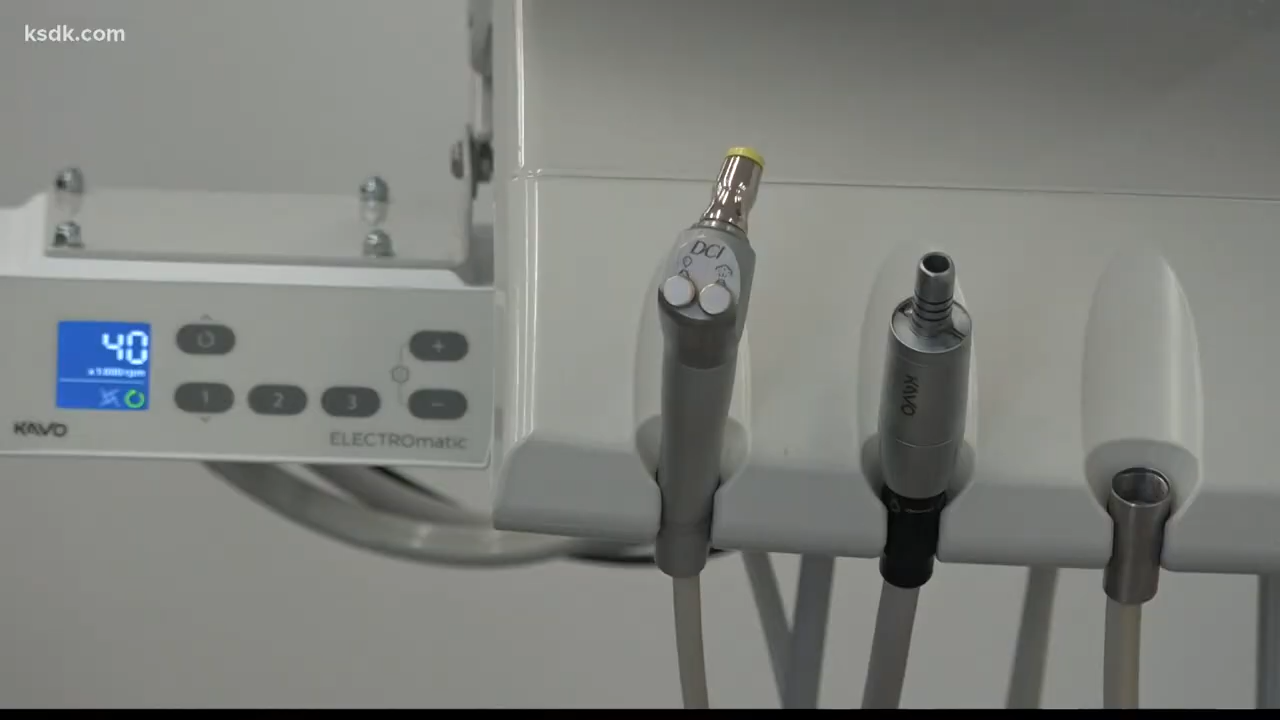 ksdk.com
DCI
40
x 1.000 rpm
1
2
3
+
−
KAVO
ELECTROmatic
KAVO